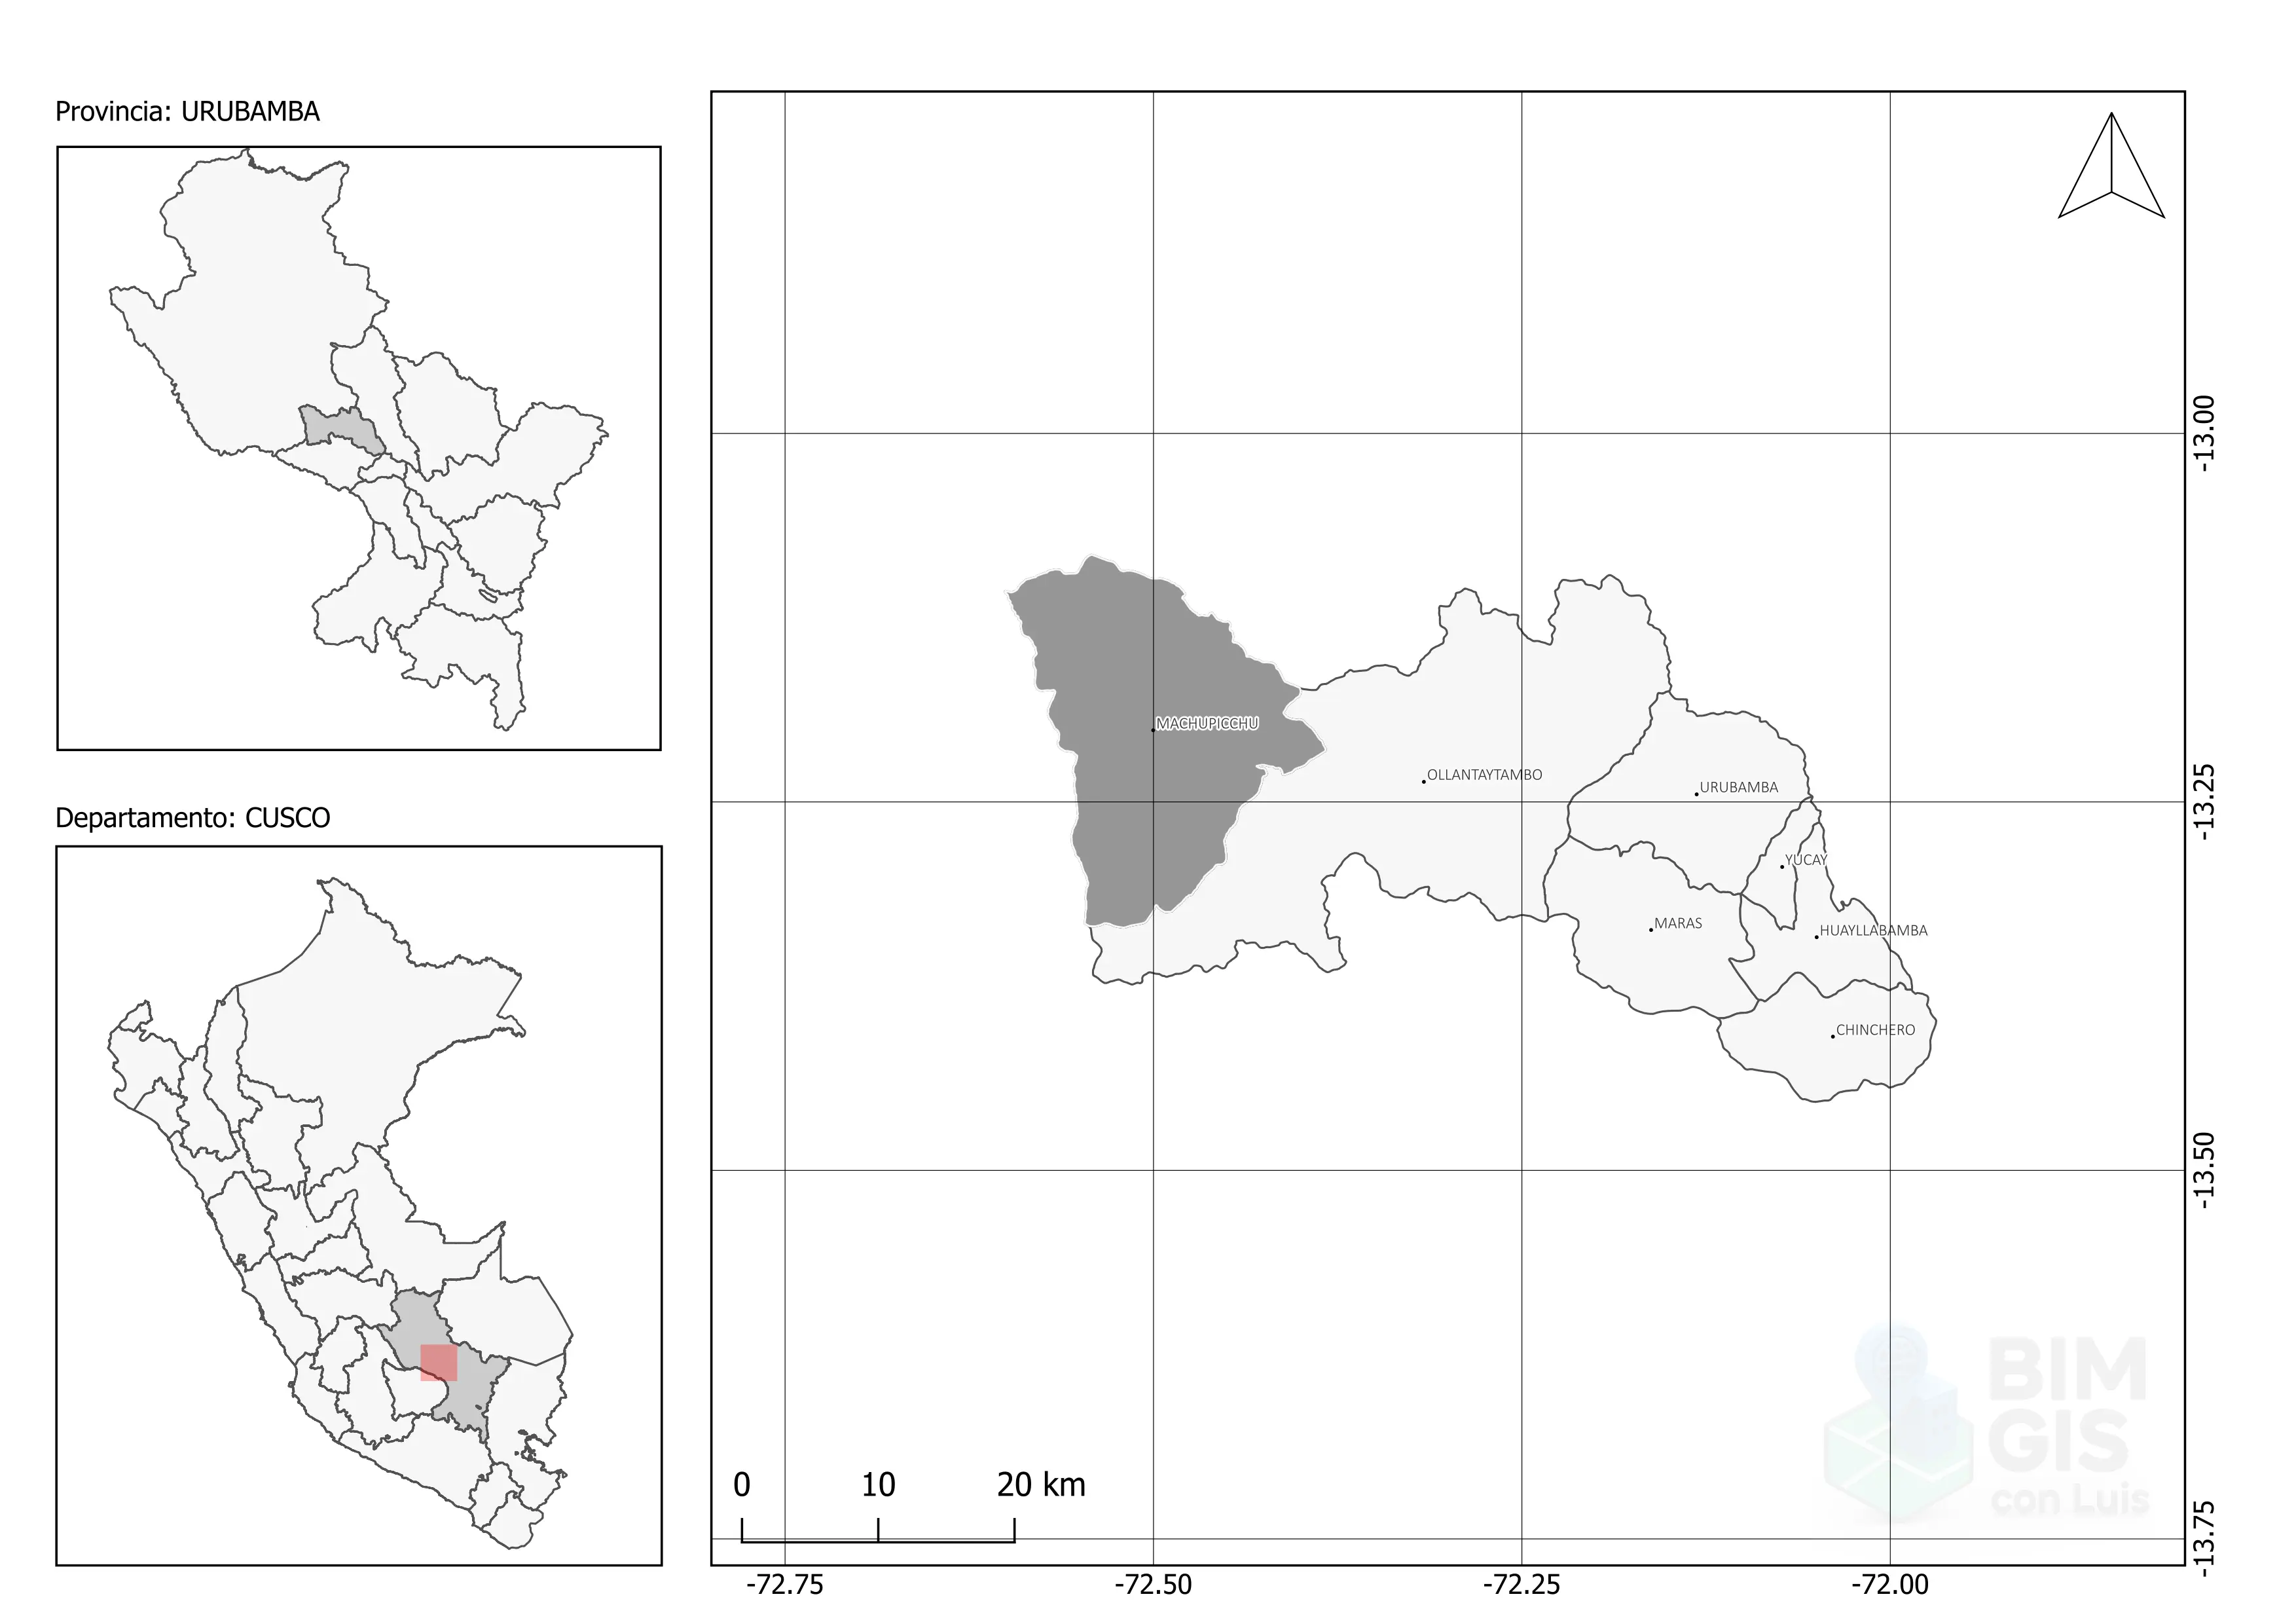 Provincia: URUBAMBA
Departamento: CUSCO
MACHUPICCHU
OLLANTAYTAMBO
URUBAMBA
YUCAY
MARAS
HUAYLLABAMBA
CHINCHERO
-13.00
-13.25
-13.50
-13.75
0 10 20 km
-72.75 -72.50 -72.25 -72.00
BIM
GIS
con Luis